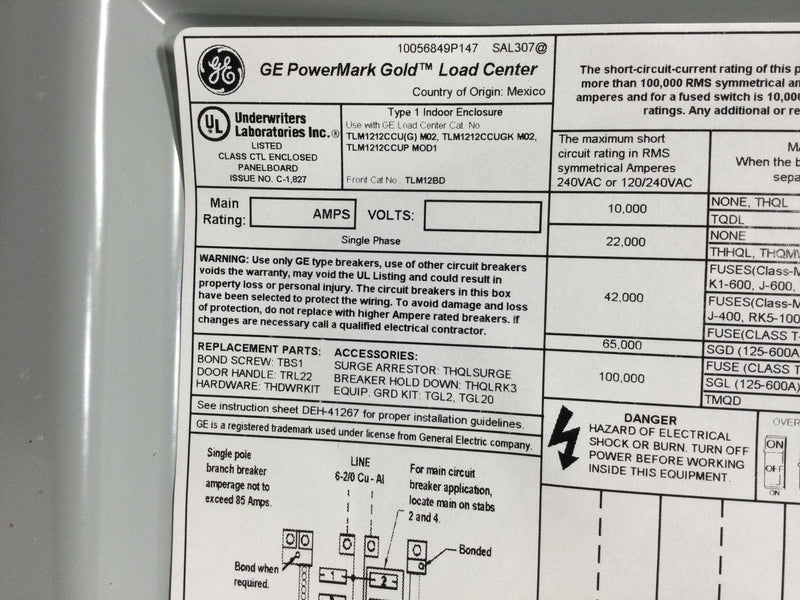 10056849P147 SAL307@
GE PowerMark Gold™ Load Center
Country of Origin: Mexico
UL
Underwriters
Laboratories Inc.®
LISTED
CLASS CTL ENCLOSED
PANELBOARD
ISSUE NO. C-1,827
Type 1 Indoor Enclosure
Use with GE Load Center Cat. No
TLM1212CCU(G) M02, TLM1212CCUGK M02,
TLM1212CCUP MOD1
Front Cat No TLM12BD
Main
Rating: AMPS VOLTS:
Single Phase
WARNING: Use only GE type breakers, use of other circuit breakers
voids the warranty, may void the UL Listing and could result in
property loss or personal injury. The circuit breakers in this box
have been selected to protect the wiring. To avoid damage and loss
of protection, do not replace with higher Ampere rated breakers. If
changes are necessary call a qualified electrical contractor.
REPLACEMENT PARTS:
BOND SCREW: TBS1
DOOR HANDLE: TRL22
HARDWARE: THDWRKIT
ACCESSORIES:
SURGE ARRESTOR: THQLSURGE
BREAKER HOLD DOWN: THQLRK3
EQUIP. GRD KIT: TGL2, TGL20
See instruction sheet DEH-41267 for proper installation guidelines.
GE is a registered trademark used under license from General Electric company.
Single pole
branch breaker
amperage not to
exceed 85 Amps.
LINE
6-2/0 Cu - Al
For main circuit
breaker application,
locate main on stabs
2 and 4.
Bonded
Bond when
required.
1
2
The short-circuit-current rating of this
more than 100,000 RMS symmetrical
amperes and for a fused switch is 10,000
ratings. Any additional or
The maximum short
circuit rating in RMS
symmetrical Amperes
240VAC or 120/240VAC
When the
10,000
NONE, THQL
TQDL
22,000
NONE
THHQL,
42,000
FUSES(Class-
K1-600, J-600,
FUSES(Class-
J-400,
65,000
FUSE(CLASS
SGD (125-600A)
100,000
FUSE (CLASS
SGL (125-600A)
TMQD
DANGER
HAZARD OF ELECTRICAL
SHOCK OR BURN. TURN OFF
POWER BEFORE WORKING
INSIDE THIS EQUIPMENT.
ON
OFF
ON